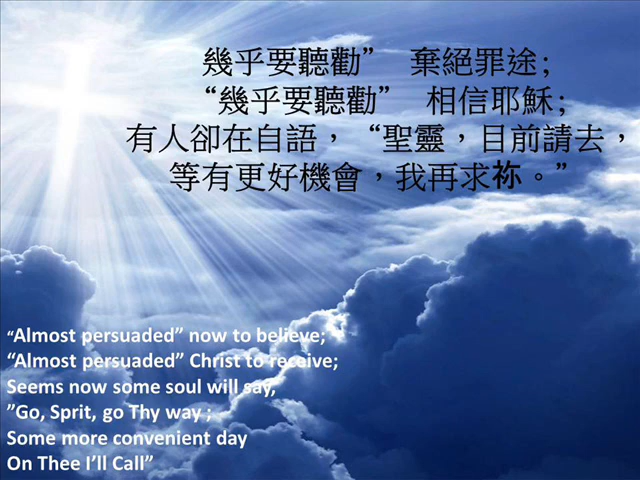 幾乎要聽勸” 棄絕罪途;
“幾乎要聽勸” 相信耶穌;
有人卻在自語，“聖靈，目前請去，
等有更好機會，我再求祢。”
“Almost persuaded” now to believe;
“Almost persuaded” Christ to receive;
Seems now some soul will say,
”Go, Sprit, go Thy way ;
Some more convenient day
On Thee I’ll Call”